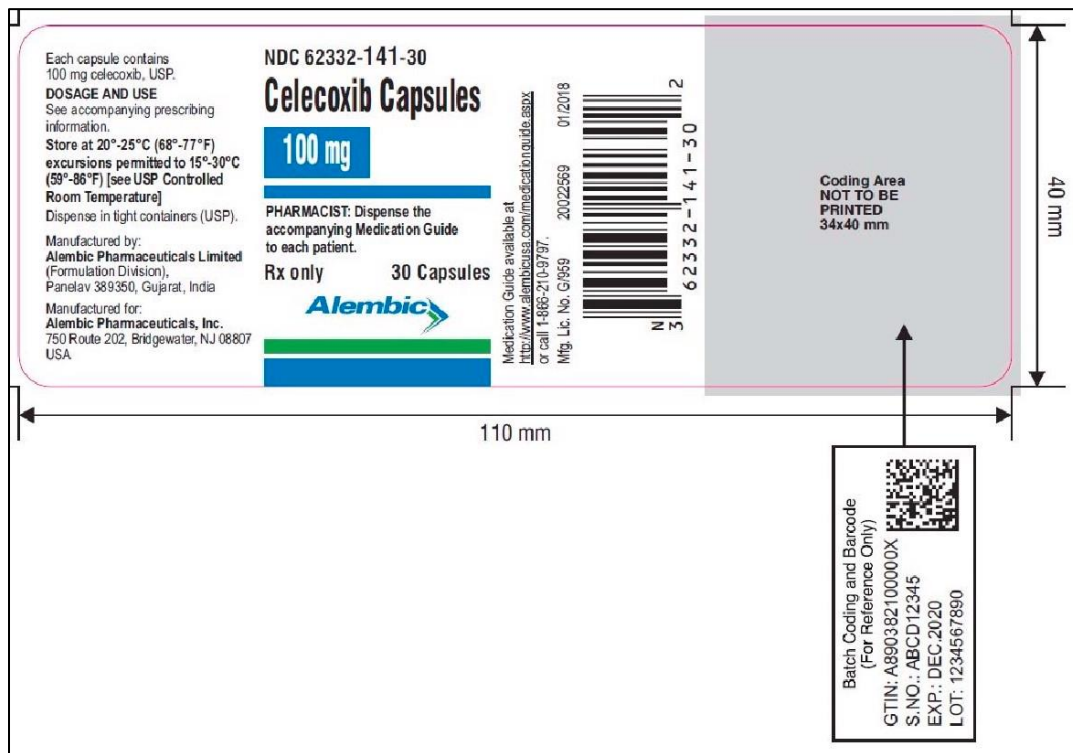 Each capsule contains
100 mg celecoxib, USP.
DOSAGE AND USE
See accompanying prescribing
information.
Store at 20°-25°C (68°-77°F)
excursions permitted to 15°-30°C
(59°-86°F) [see USP Controlled
Room Temperature]
Dispense in tight containers (USP).
Manufactured by:
Alembic Pharmaceuticals Limited
(Formulation Division),
Panelav 389350, Gujarat, India
Manufactured for:
Alembic Pharmaceuticals, Inc.
750 Route 202, Bridgewater, NJ 08807
USA
NDC 62332-141-30
Celecoxib Capsules
100 mg
PHARMACIST: Dispense the
accompanying Medication Guide
to each patient.
Rx only 30 Capsules
Alembic
Medication Guide available at
http://www.alembicusa.com/medicationguide.aspx
or call 1-866-210-9797.
Mfg. Lic. No. G/959 20022569 01/2018
N
3
62332-141-30
2
Coding Area
NOT TO BE
PRINTED
34x40 mm
40 mm
110 mm
Batch Coding and Barcode
(For Reference Only)
GTIN: A890382100000X
S.NO.: ABCD12345
EXP.: DEC.2020
LOT: 1234567890